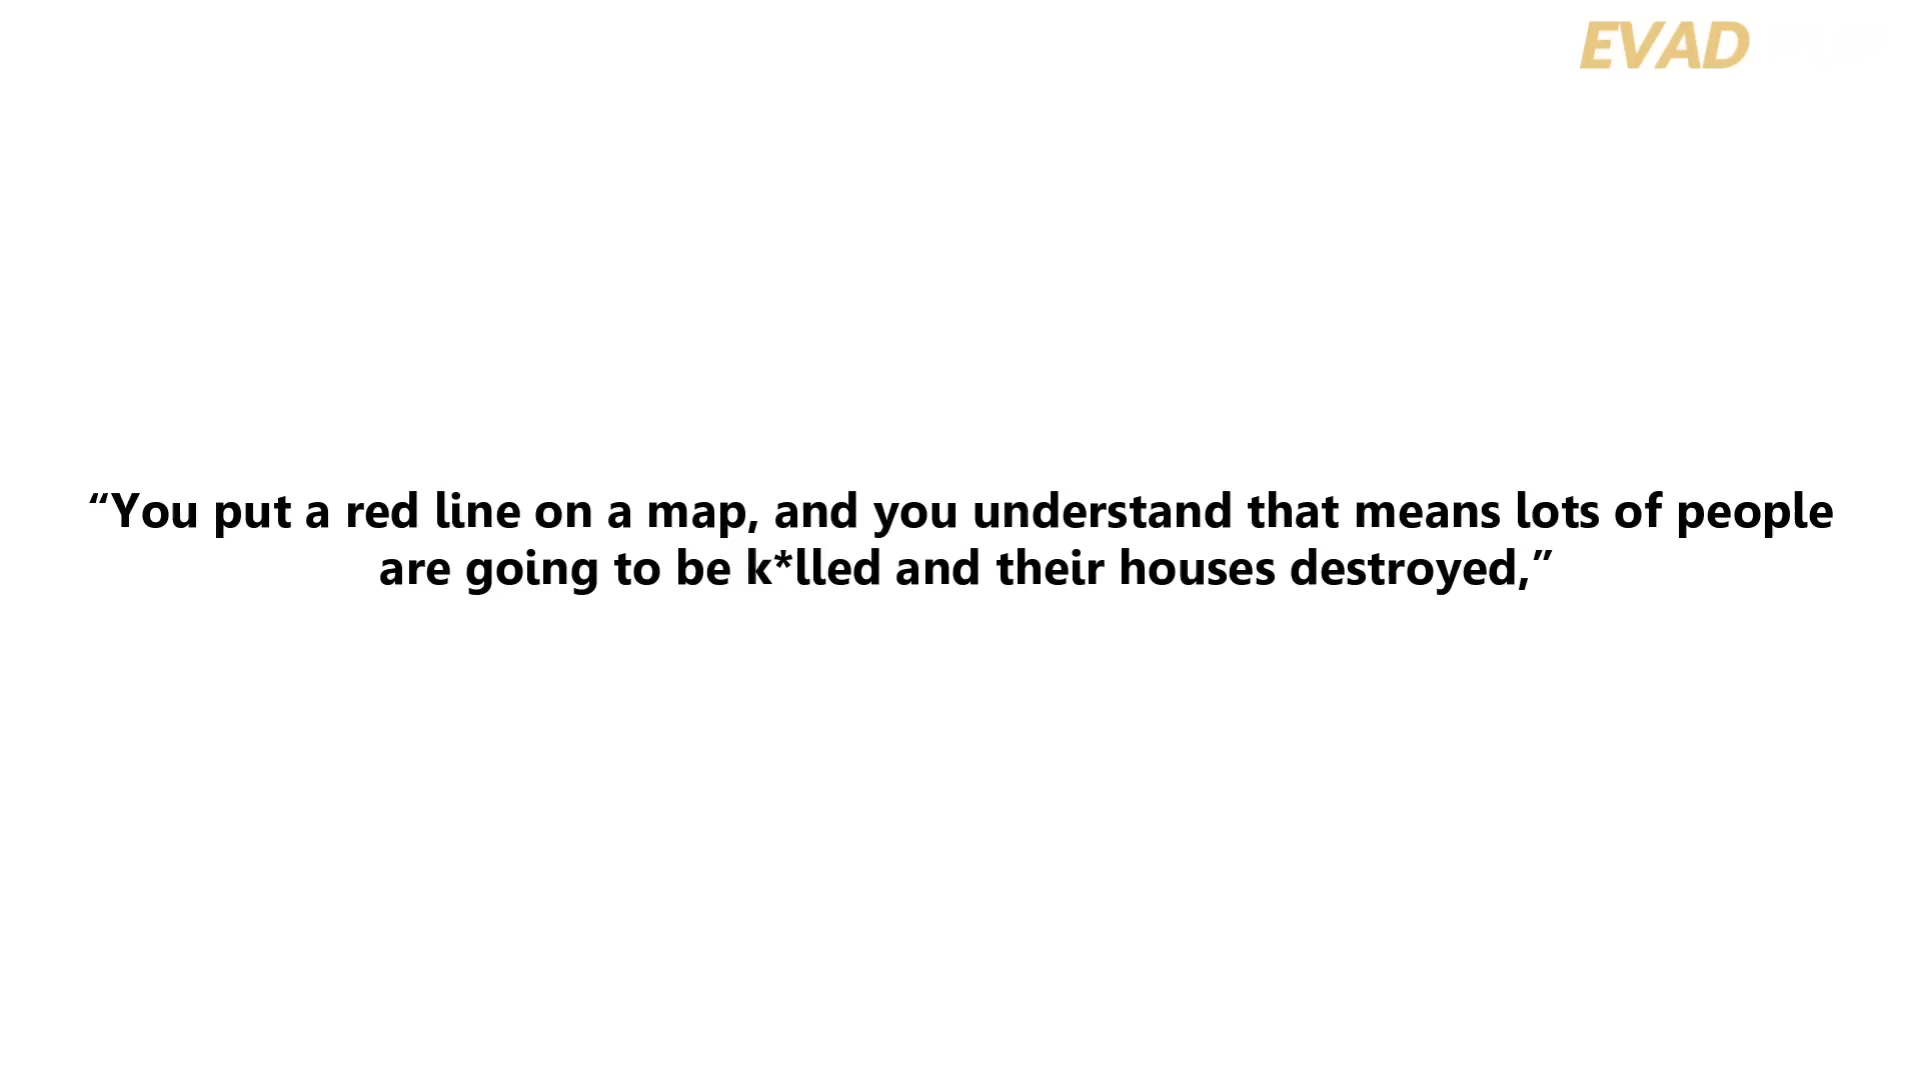 EVAD
“You put a red line on a map, and you understand that means lots of people
are going to be k*lled and their houses destroyed,”